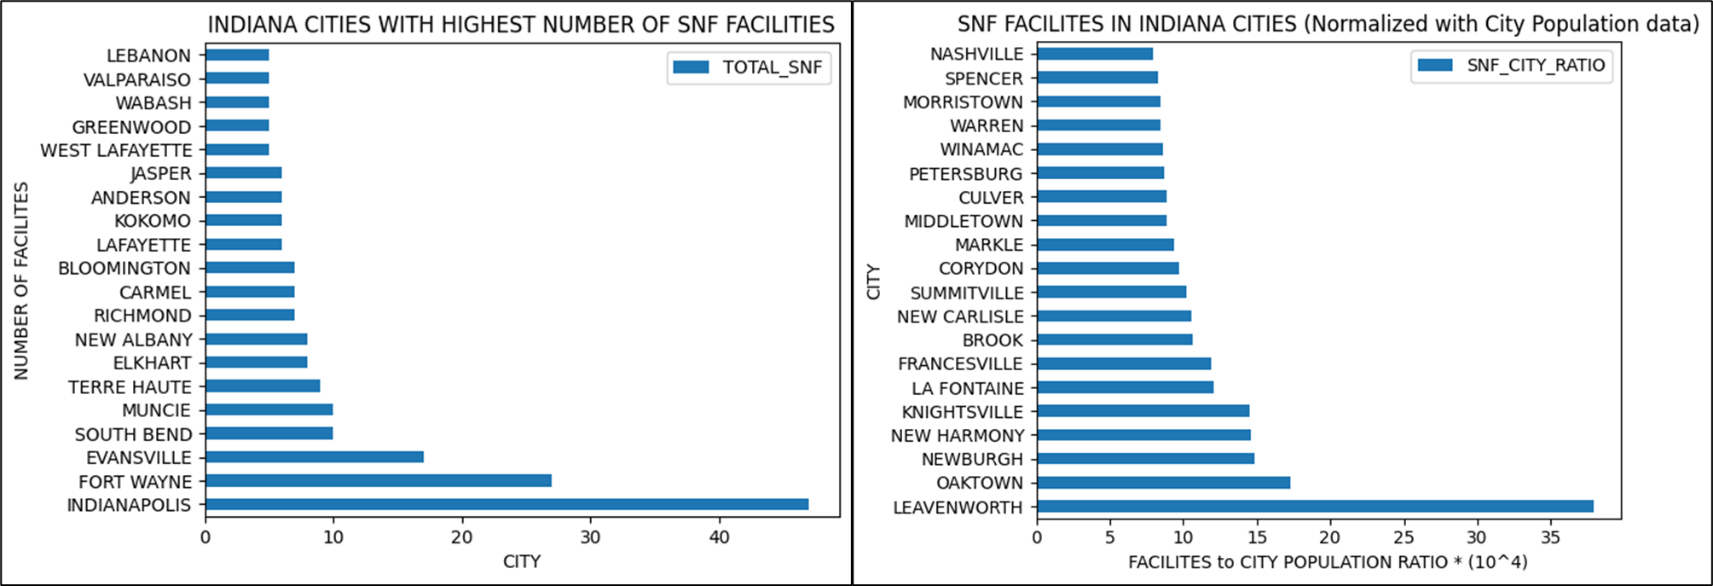 INDIANA CITIES WITH HIGHEST NUMBER OF SNF FACILITIES
TOTAL_SNF
NUMBER OF FACILITES
LEBANON
VALPARAISO
WABASH
GREENWOOD
WEST LAFAYETTE
JASPER
ANDERSON
KOKOMO
LAFAYETTE
BLOOMINGTON
CARMEL
RICHMOND
NEW ALBANY
ELKHART
TERRE HAUTE
MUNCIE
SOUTH BEND
EVANSVILLE
FORT WAYNE
INDIANAPOLIS
0 10 20 30 40
CITY
SNF FACILITES IN INDIANA CITIES (Normalized with City Population data)
SNF_CITY_RATIO
CITY
NASHVILLE
SPENCER
MORRISTOWN
WARREN
WINAMAC
PETERSBURG
CULVER
MIDDLETOWN
MARKLE
CORYDON
SUMMITVILLE
NEW CARLISLE
BROOK
FRANCESVILLE
LA FONTAINE
KNIGHTSVILLE
NEW HARMONY
NEWBURGH
OAKTOWN
LEAVENWORTH
0 5 10 15 20 25 30 35
FACILITES to CITY POPULATION RATIO * (10^4)